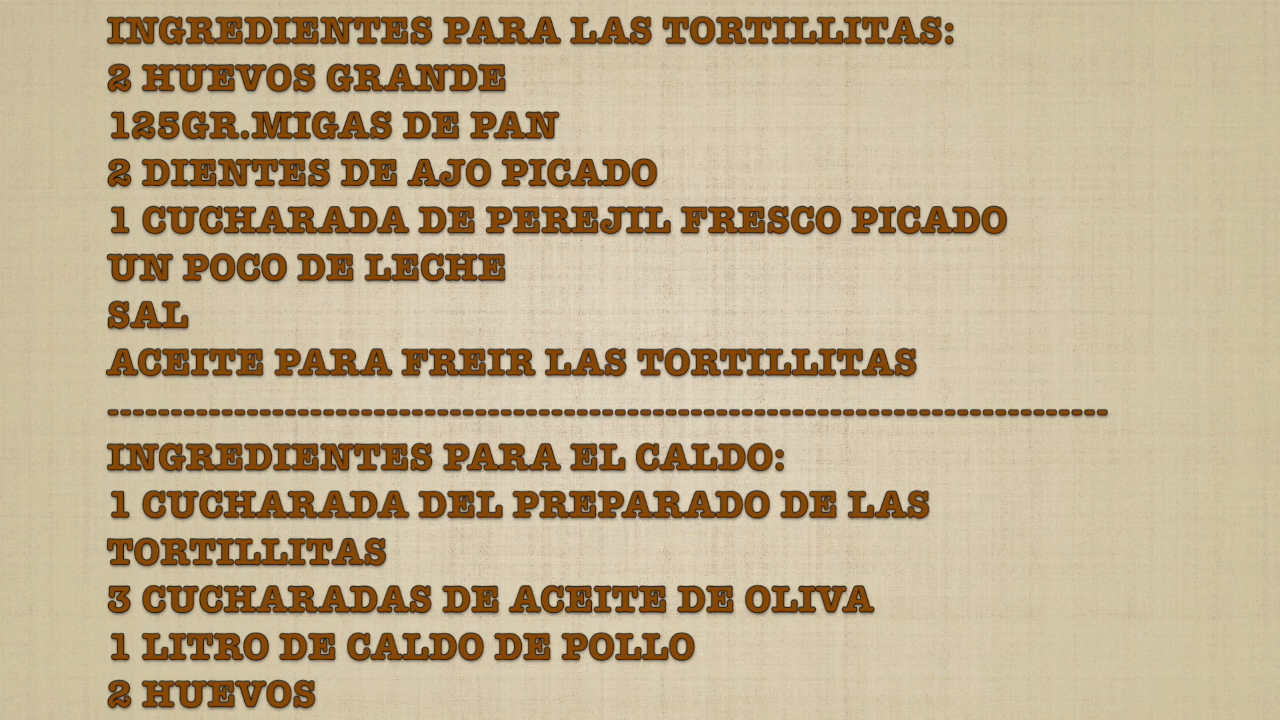 INGREDIENTES PARA LAS TORTILLITAS:
2 HUEVOS GRANDE
125GR.MIGAS DE PAN
2 DIENTES DE AJO PICADO
1 CUCHARADA DE PEREJIL FRESCO PICADO
UN POCO DE LECHE
SAL
ACEITE PARA FREIR LAS TORTILLITAS
--------------------------------------------------------------------------------
INGREDIENTES PARA EL CALDO:
1 CUCHARADA DEL PREPARADO DE LAS
TORTILLITAS
3 CUCHARADAS DE ACEITE DE OLIVA
1 LITRO DE CALDO DE POLLO
2 HUEVOS